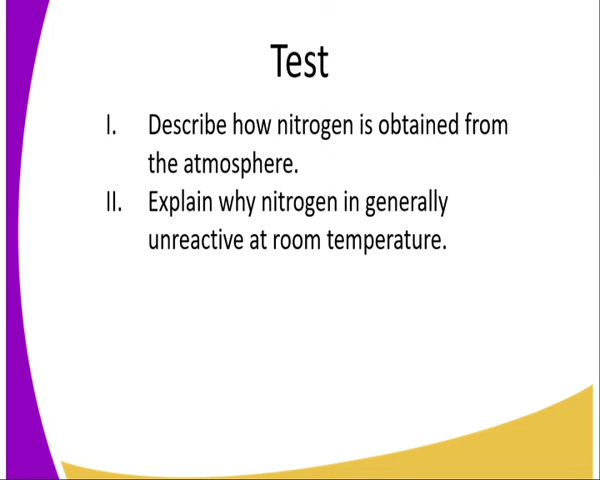 Test
I. Describe how nitrogen is obtained from
the atmosphere.
II. Explain why nitrogen in generally
unreactive at room temperature.